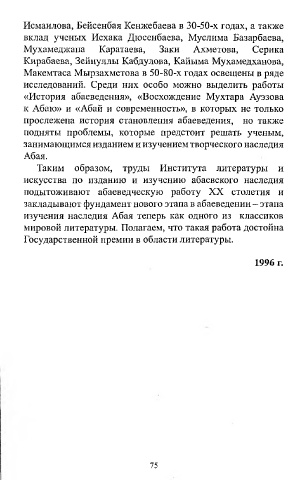 Исмаилова, Бейсенбая Кенжебаева в 30-50-х годах, а также
вклад ученых Исхака Дюсенбаева, Муслима Базарбаева,
Мухамеджана Каратаева, Заки Ахметова, Серика
Кирабаева, Зейнуллы Кабдулова, Кайыма Мухамедханова,
Макемтаса Мырзахметова в 50-80-х годах освещены в ряде
исследований. Среди них особо можно выделить работы
«История абаеведения», «Восхождение Мухтара Ауэзова
к Абаю» и «Абай и современность», в которых не только
прослежена история становления абаеведения, но также
подняты проблемы, которые предстоит решать ученым,
занимающимся изданием и изучением творческого наследия
Абая.
Таким образом, труды Института литературы и
искусства по изданию и изучению абаевского наследия
подытоживают абаеведческую работу XX столетия и
закладывают фундамент нового этапа в абаеведении – этапа
изучения наследия Абая теперь как одного из классиков
мировой литературы. Полагаем, что такая работа достойна
Государственной премии в области литературы.
1996 г.
75